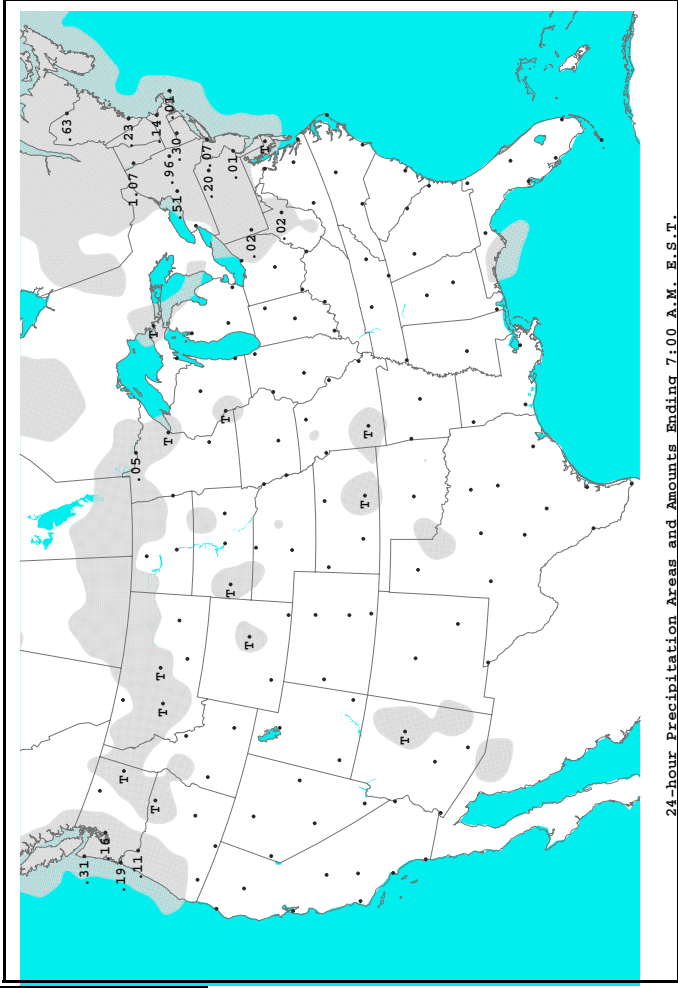 .63
.31
.16
.19
T
.23
1.07
.05
.11
T
T
.14
T
T
T
.96
.01
.30
.51
.07
.20
T
T
.01
T
.02
T
.02
T
T
T
24-hour Precipitation Areas and Amounts Ending 7:00 A.M. E.S.T.